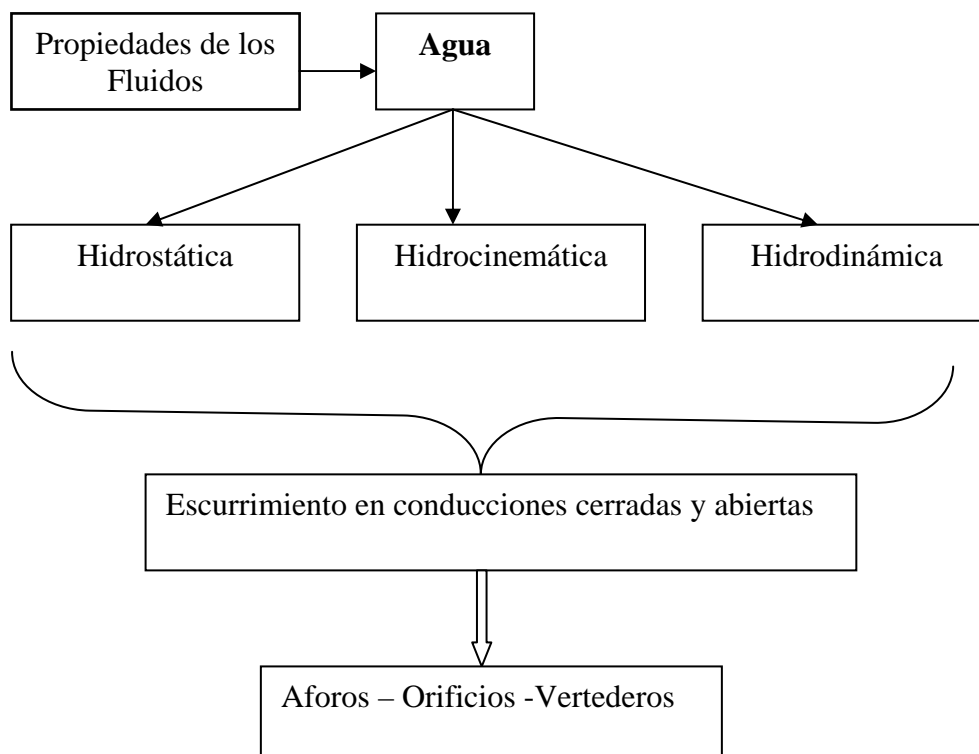 Propiedades de los
Fluidos
Agua
Hidrostática
Hidrocinemática
Hidrodinámica
Escurrimiento en conducciones cerradas y abiertas
Aforos – Orificios -Vertederos